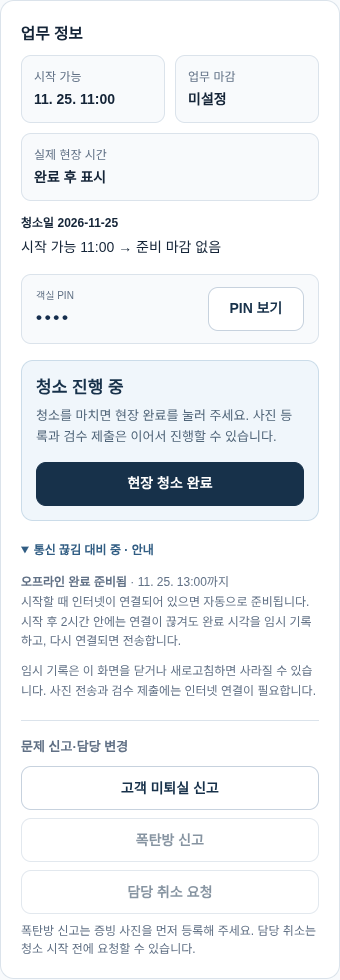 업무 정보
시작 가능
11. 25. 11:00
업무 마감
미설정
실제 현장 시간
완료 후 표시
청소일 2026-11-25
시작 가능 11:00 → 준비 마감 없음
객실 PIN
••••
PIN 보기
청소 진행 중
청소를 마치면 현장 완료를 눌러 주세요. 사진 등
록과 검수 제출은 이어서 진행할 수 있습니다.
현장 청소 완료
▼ 통신 끊김 대비 중 · 안내
오프라인 완료 준비됨 · 11. 25. 13:00까지
시작할 때 인터넷이 연결되어 있으면 자동으로 준비됩니다.
시작 후 2시간 안에는 연결이 끊겨도 완료 시각을 임시 기록
하고, 다시 연결되면 전송합니다.
임시 기록은 이 화면을 닫거나 새로고침하면 사라질 수 있습
니다. 사진 전송과 검수 제출에는 인터넷 연결이 필요합니다.
문제 신고·담당 변경
고객 미퇴실 신고
폭탄방 신고
담당 취소 요청
폭탄방 신고는 증빙 사진을 먼저 등록해 주세요. 담당 취소는
청소 시작 전에 요청할 수 있습니다.